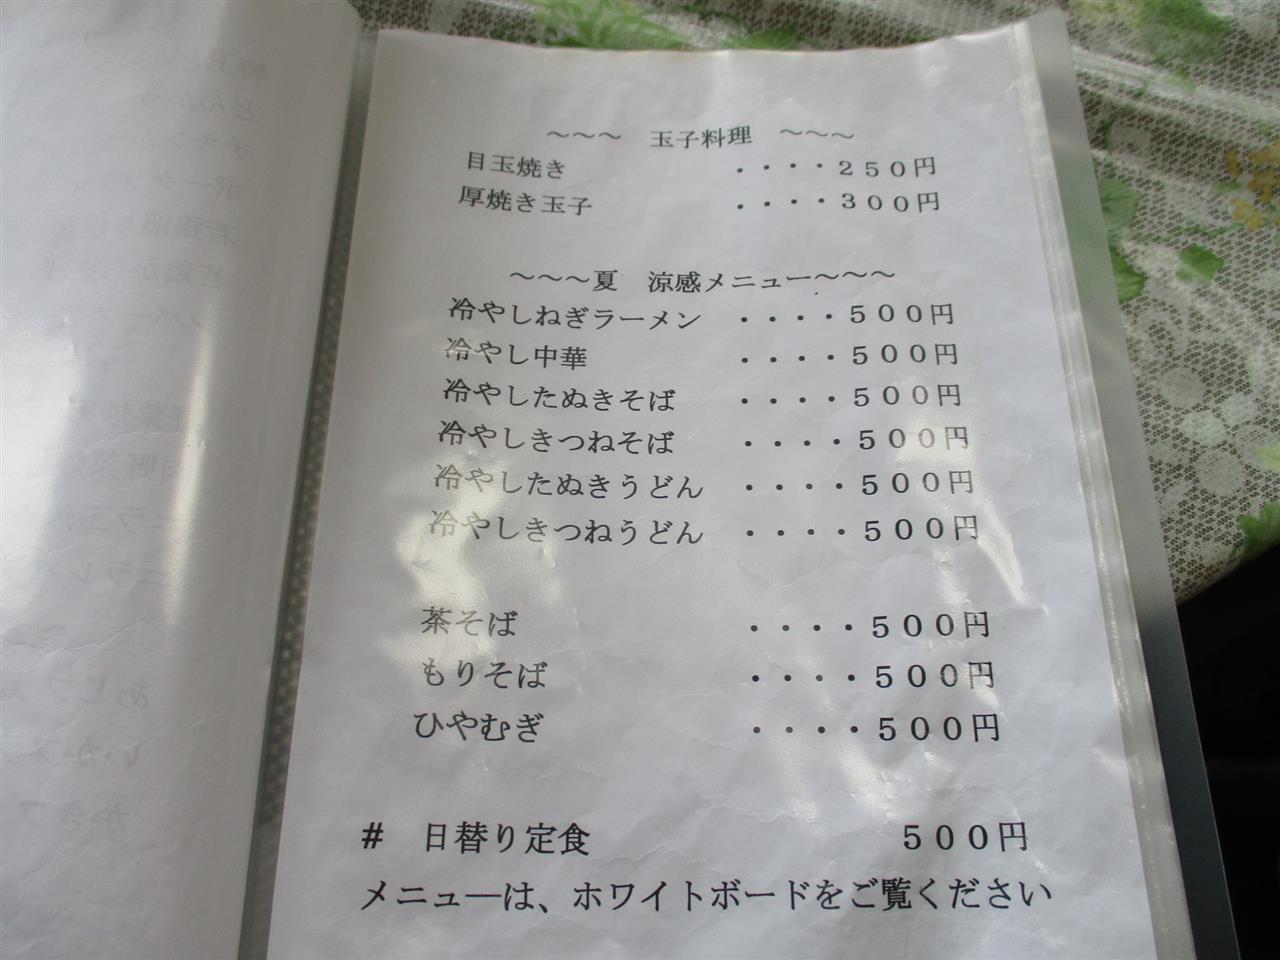 ～～～　玉子料理　～～～
目玉焼き　・・・・２５０円
厚焼き玉子　・・・・３００円
～～～夏　涼感メニュー～～～
冷やしねぎラーメン　・・・・５００円
冷やし中華　・・・・５００円
冷やしたぬきそば　・・・・５００円
冷やしきつねそば　・・・・５００円
冷やしたぬきうどん　・・・・５００円
冷やしきつねうどん　・・・・５００円
茶そば　・・・・５００円
もりそば　・・・・５００円
ひやむぎ　・・・・５００円
#　日替り定食　５００円
メニュ―は、ホワイトボードをご覧ください